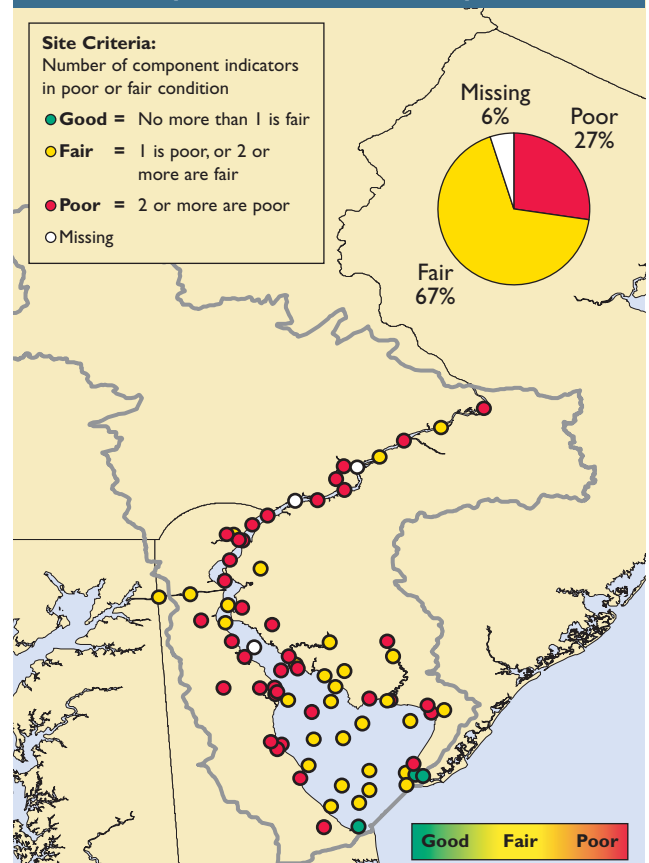 Site Criteria:
Number of component indicators
in poor or fair condition
Good = No more than 1 is fair
Fair = 1 is poor, or 2 or
more are fair
Poor = 2 or more are poor
Missing
Missing
6%
Poor
27%
Fair
67%
Good Fair Poor